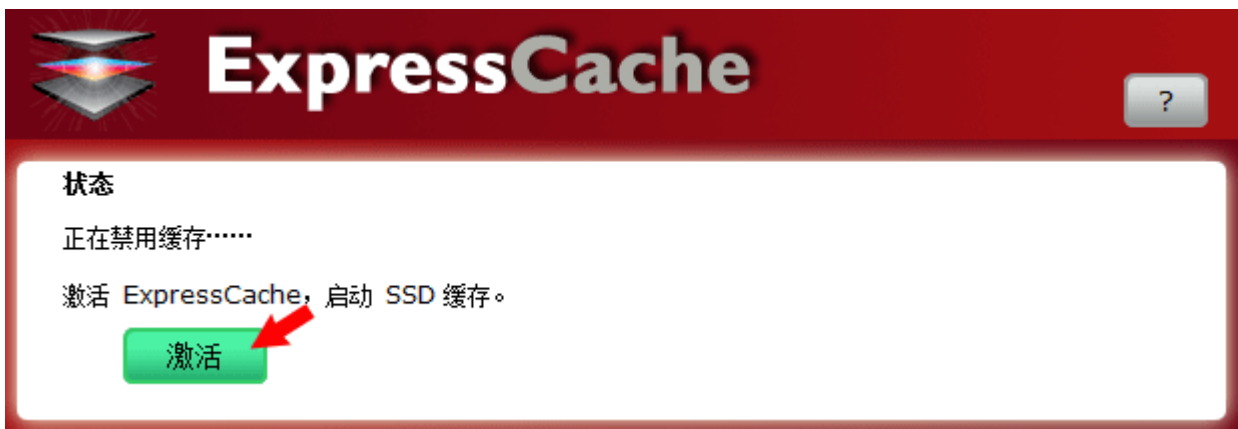 ExpressCache
?
状态
正在禁用缓存······
激活 ExpressCache，启动 SSD 缓存。
激活